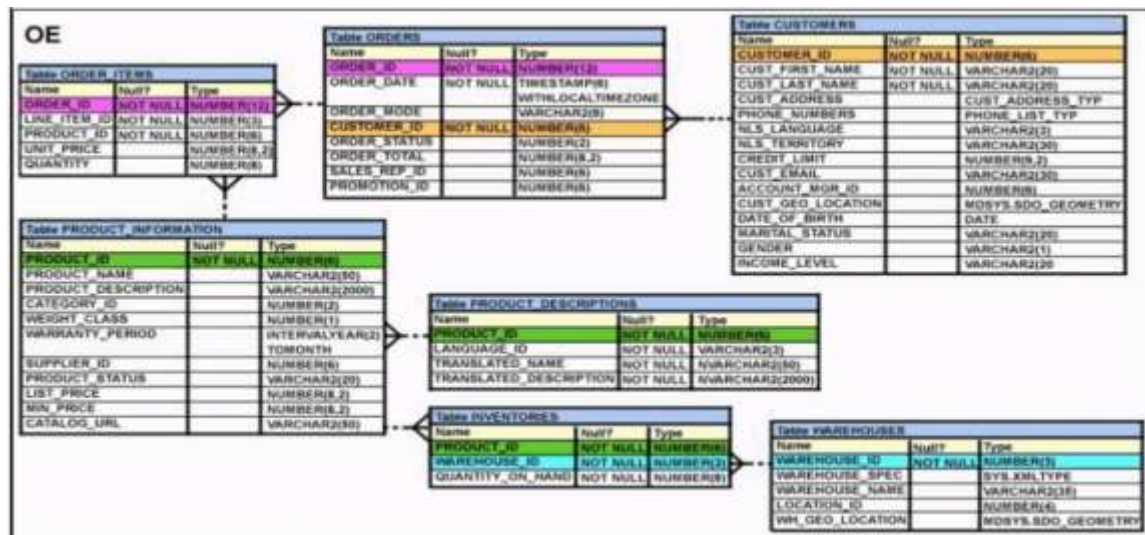 OE
Table ORDER_ITEMS
Name Null? Type
ORDER_ID NOT NULL NUMBER(12)
LINE_ITEM_ID NOT NULL NUMBER(3)
PRODUCT_ID NOT NULL NUMBER(6)
UNIT_PRICE NUMBER(8,2)
QUANTITY NUMBER(8)
Table ORDERS
Name Null? Type
ORDER_ID NOT NULL NUMBER(12)
ORDER_DATE NOT NULL TIMESTAMP(6)
WITHLOCALTIMEZONE
ORDER_MODE VARCHAR2(8)
CUSTOMER_ID NOT NULL NUMBER(6)
ORDER_STATUS NUMBER(2)
ORDER_TOTAL NUMBER(8,2)
SALES_REP_ID NUMBER(6)
PROMOTION_ID NUMBER(6)
Table CUSTOMERS
Name Null? Type
CUSTOMER_ID NOT NULL NUMBER(6)
CUST_FIRST_NAME NOT NULL VARCHAR2(20)
CUST_LAST_NAME NOT NULL VARCHAR2(20)
CUST_ADDRESS CUST_ADDRESS_TYP
PHONE_NUMBERS PHONE_LIST_TYP
NLS_LANGUAGE VARCHAR2(3)
NLS_TERRITORY VARCHAR2(30)
CREDIT_LIMIT NUMBER(9,2)
CUST_EMAIL VARCHAR2(30)
ACCOUNT_MGR_ID NUMBER(6)
CUST_GEO_LOCATION MDSYS.SDO_GEOMETRY
DATE_OF_BIRTH DATE
MARITAL_STATUS VARCHAR2(20)
GENDER VARCHAR2(1)
INCOME_LEVEL VARCHAR2(20
Table PRODUCT_INFORMATION
Name Null? Type
PRODUCT_ID NOT NULL NUMBER(6)
PRODUCT_NAME VARCHAR2(50)
PRODUCT_DESCRIPTION VARCHAR2(2000)
CATEGORY_ID NUMBER(2)
WEIGHT_CLASS NUMBER(1)
WARRANTY_PERIOD INTERVALYEAR(2)
TOMONTH
SUPPLIER_ID NUMBER(6)
PRODUCT_STATUS VARCHAR2(20)
LIST_PRICE NUMBER(8,2)
MIN_PRICE NUMBER(8,2)
CATALOG_URL VARCHAR2(50)
Table PRODUCT_DESCRIPTIONS
Name Null? Type
PRODUCT_ID NOT NULL NUMBER(6)
LANGUAGE_ID NOT NULL VARCHAR2(3)
TRANSLATED_NAME NOT NULL NVARCHAR2(50)
TRANSLATED_DESCRIPTION NOT NULL NVARCHAR2(2000)
Table INVENTORIES
Name Null? Type
PRODUCT_ID NOT NULL NUMBER(6)
WAREHOUSE_ID NOT NULL NUMBER(3)
QUANTITY_ON_HAND NOT NULL NUMBER(8)
Table WAREHOUSES
Name Null? Type
WAREHOUSE_ID NOT NULL NUMBER(3)
WAREHOUSE_SPEC SYS.XMLTYPE
WAREHOUSE_NAME VARCHAR2(35)
LOCATION_ID NUMBER(4)
WH_GEO_LOCATION MDSYS.SDO_GEOMETRY